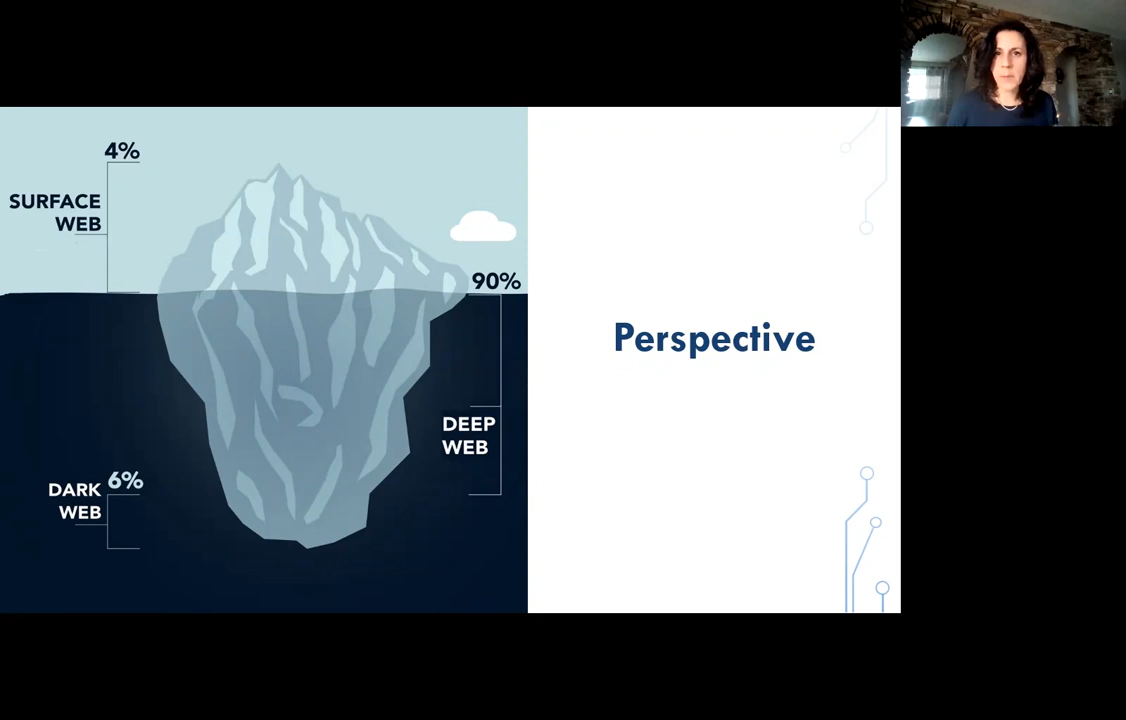 4%
SURFACE
WEB
90%
DEEP
WEB
DARK
WEB
6%
Perspective